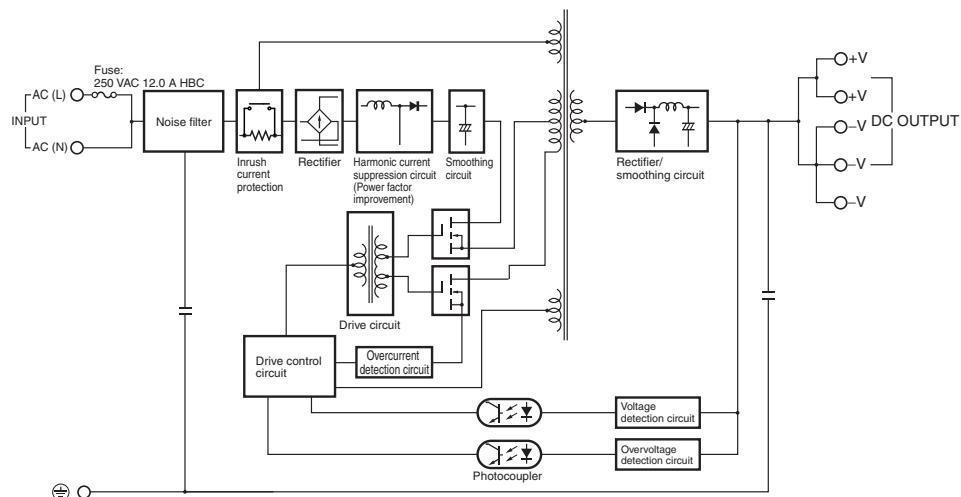 Fuse:
250 VAC 12.0 A HBC
AC (L)
INPUT
AC (N)
Noise filter
Inrush
current
protection
Rectifier
Harmonic current
suppression circuit
(Power factor
improvement)
Smoothing
circuit
Rectifier/
smoothing circuit
+V
+V
–V
DC OUTPUT
–V
–V
Drive circuit
Drive control
circuit
Overcurrent
detection circuit
Voltage
detection circuit
Overvoltage
detection circuit
Photocoupler